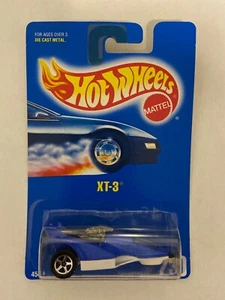 FOR AGES OVER 3
DIE CAST METAL
HOT WHEELS
MATTEL
XT-3®